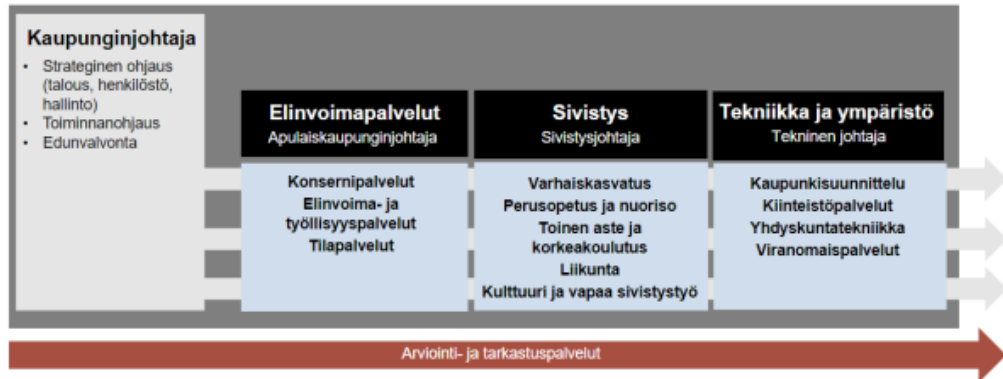 Kaupunginjohtaja
• Strateginen ohjaus
(talous, henkilöstö,
hallinto)
• Toiminnanohjaus
• Edunvalvonta
Elinvoimapalvelut
Apulaiskaupunginjohtaja
Konsernipalvelut
Elinvoima- ja
työllisyyspalvelut
Tilapalvelut
Sivistys
Sivistysjohtaja
Varhaiskasvatus
Perusopetus ja nuoriso
Toinen aste ja
korkeakoulutus
Liikunta
Kulttuuri ja vapaa sivistystyö
Tekniikka ja ympäristö
Tekninen johtaja
Kaupunkisuunnittelu
Kiinteistöpalvelut
Yhdyskuntatekniikka
Viranomaispalvelut
Arviointi- ja tarkastuspalvelut